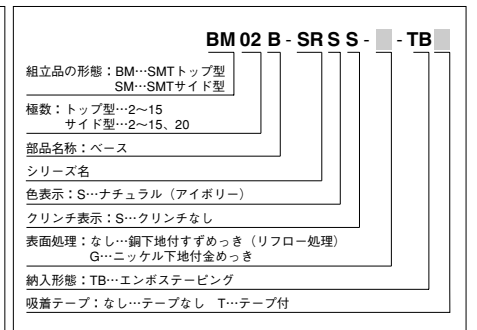 BM 02 B - SR S S - - TB
組立品の形態：BM…SMTトップ型
SM…SMTサイド型
極数：トップ型…2〜15
サイド型…2〜15、20
部品名称：ベース
シリーズ名
色表示：S…ナチュラル（アイボリー）
クリンチ表示：S…クリンチなし
表面処理：なし…銅下地付すずめっき（リフロー処理）
G…ニッケル下地付金めっき
納入形態：TB…エンボステーピング
吸着テープ：なし…テープなし T…テープ付